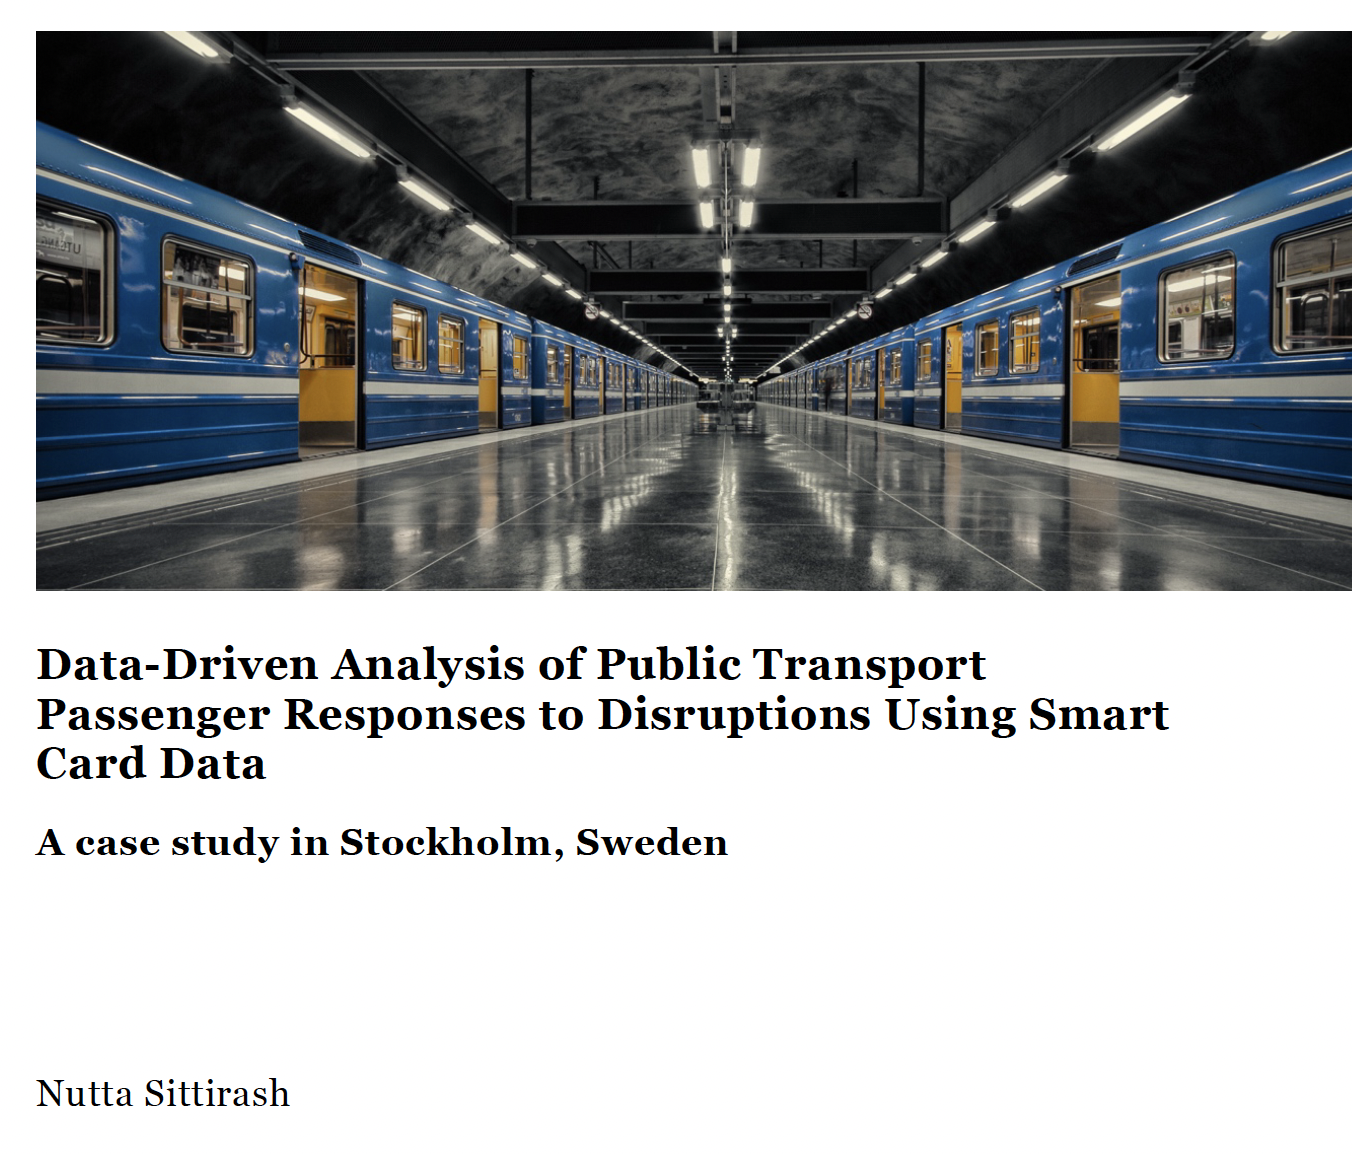 Data-Driven Analysis of Public Transport
Passenger Responses to Disruptions Using Smart
Card Data
A case study in Stockholm, Sweden
Nutta Sittirash